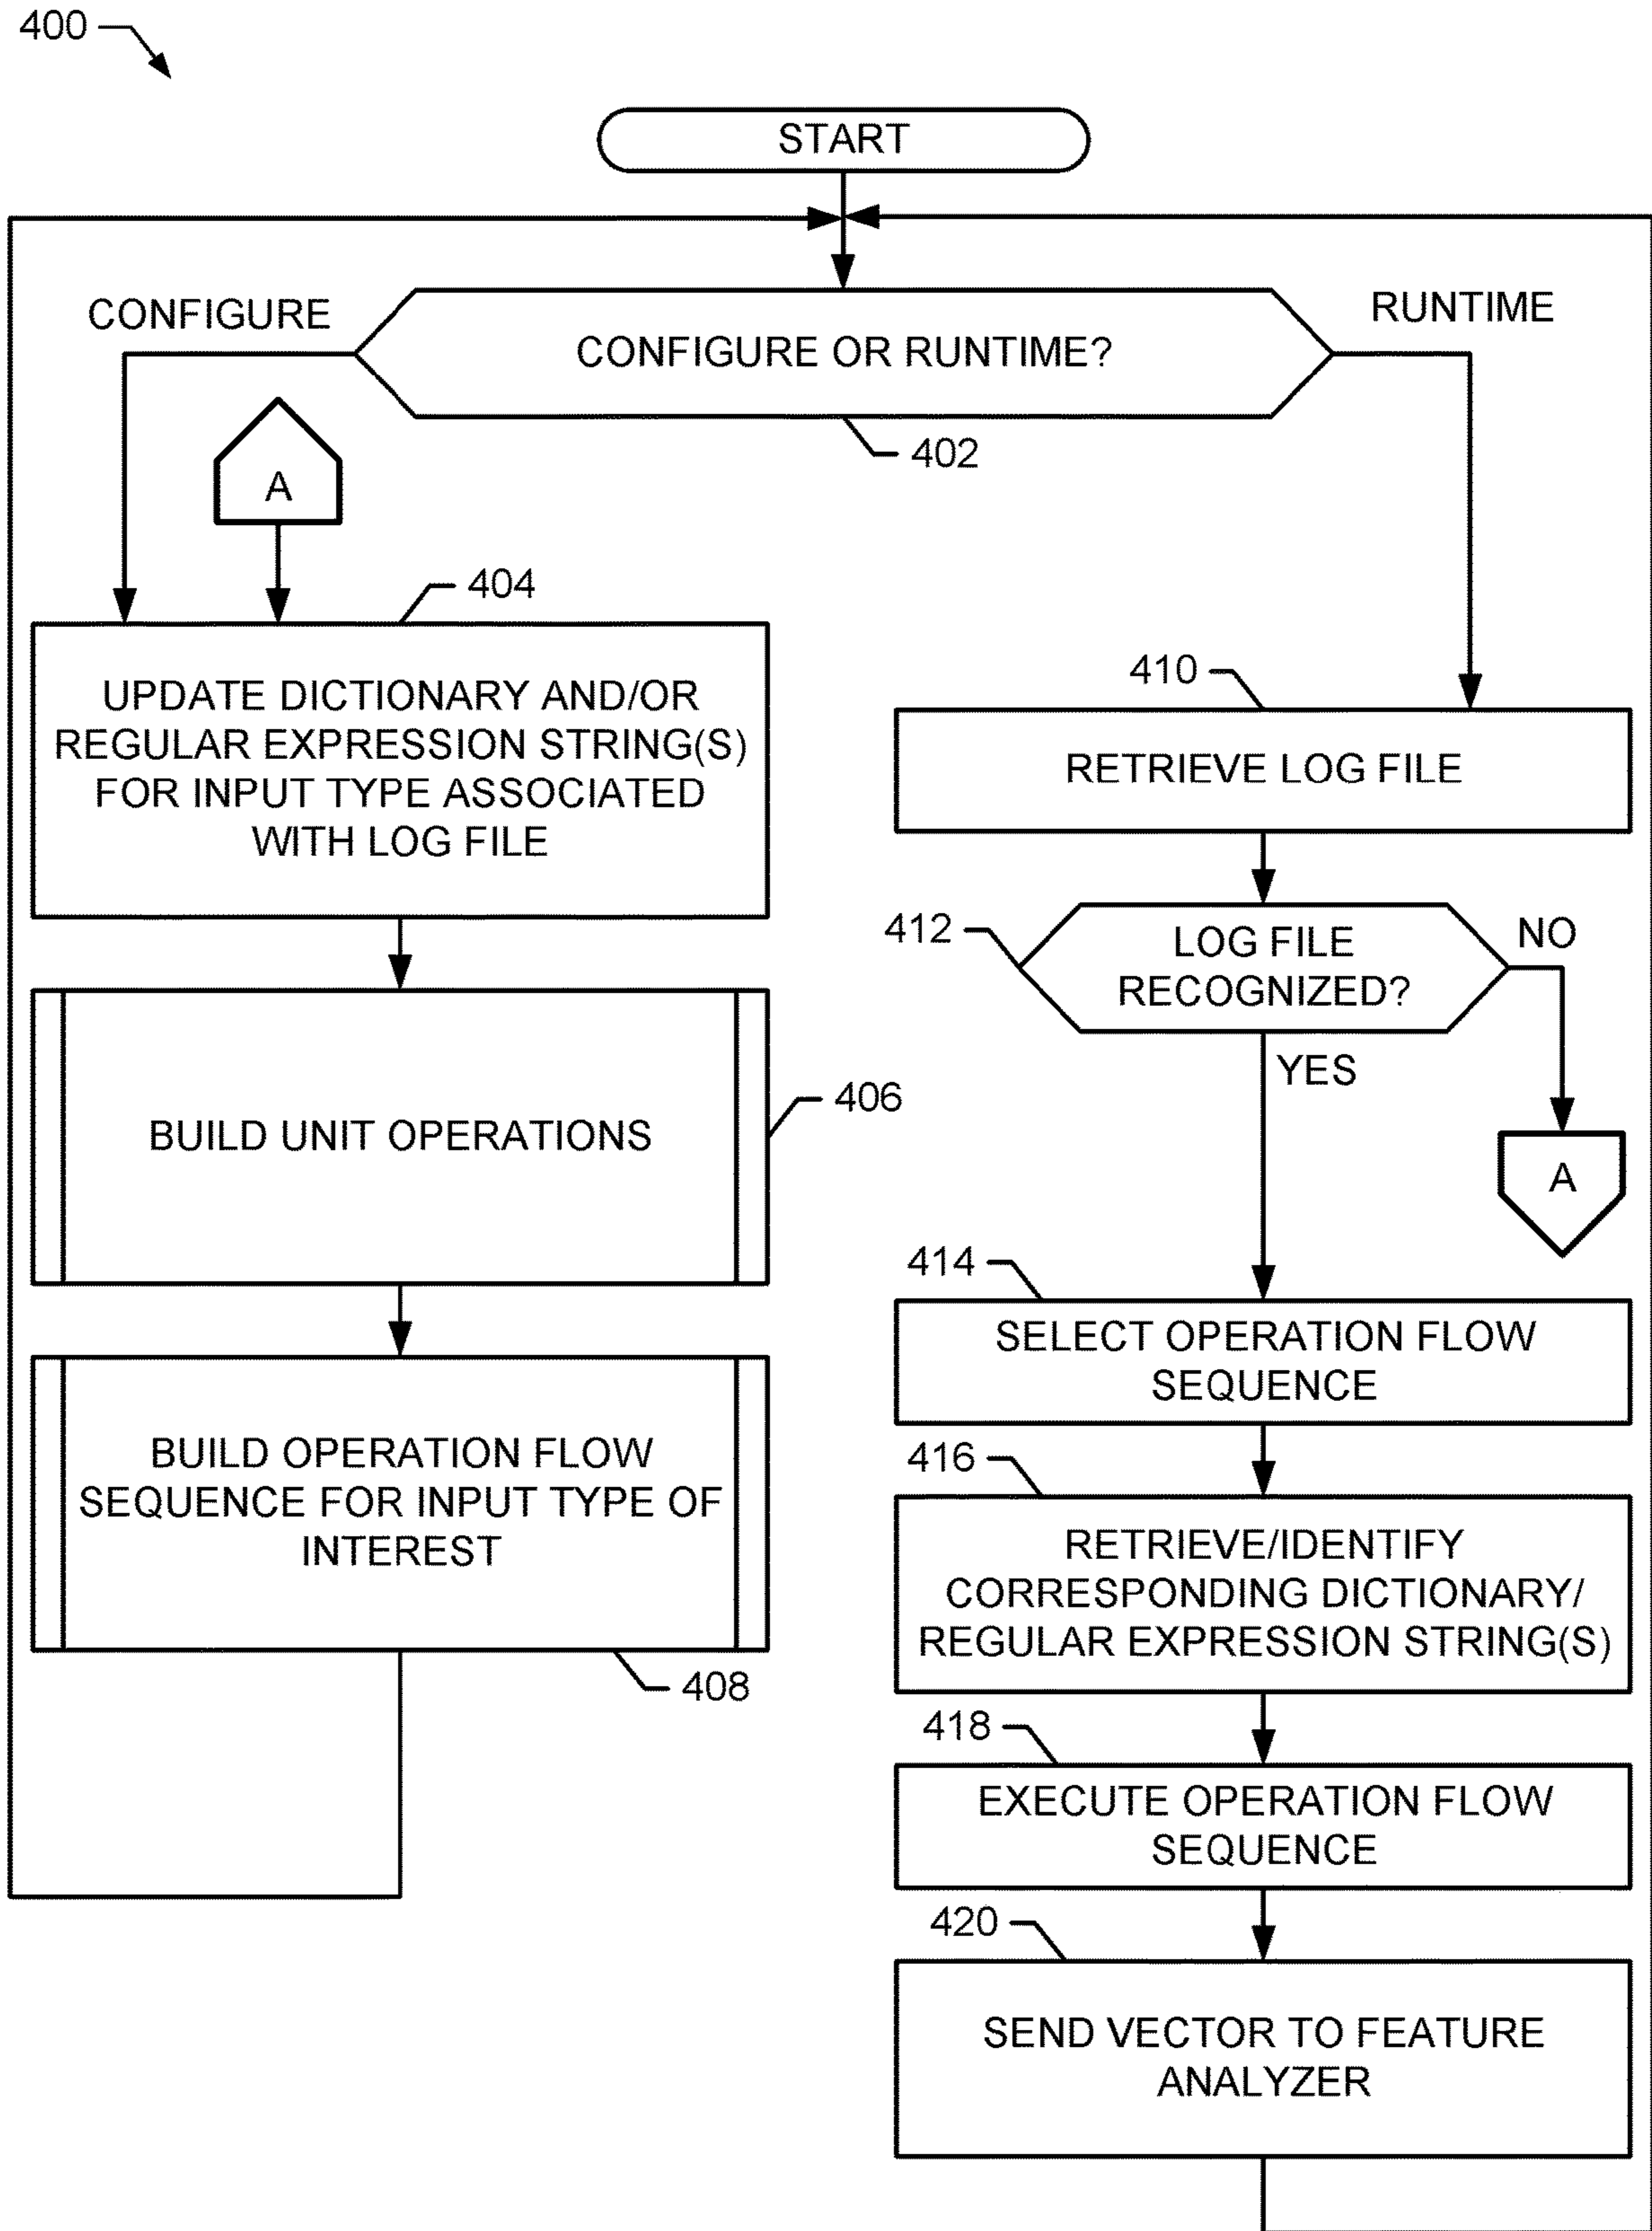 400
START
CONFIGURE
RUNTIME
CONFIGURE OR RUNTIME?
402
A
404
UPDATE DICTIONARY AND/OR
REGULAR EXPRESSION STRING(S)
FOR INPUT TYPE ASSOCIATED
WITH LOG FILE
406
BUILD UNIT OPERATIONS
BUILD OPERATION FLOW
SEQUENCE FOR INPUT TYPE OF
INTEREST
408
410
RETRIEVE LOG FILE
412
LOG FILE
RECOGNIZED?
NO
YES
A
414
SELECT OPERATION FLOW
SEQUENCE
416
RETRIEVE/IDENTIFY
CORRESPONDING DICTIONARY/
REGULAR EXPRESSION STRING(S)
418
EXECUTE OPERATION FLOW
SEQUENCE
420
SEND VECTOR TO FEATURE
ANALYZER